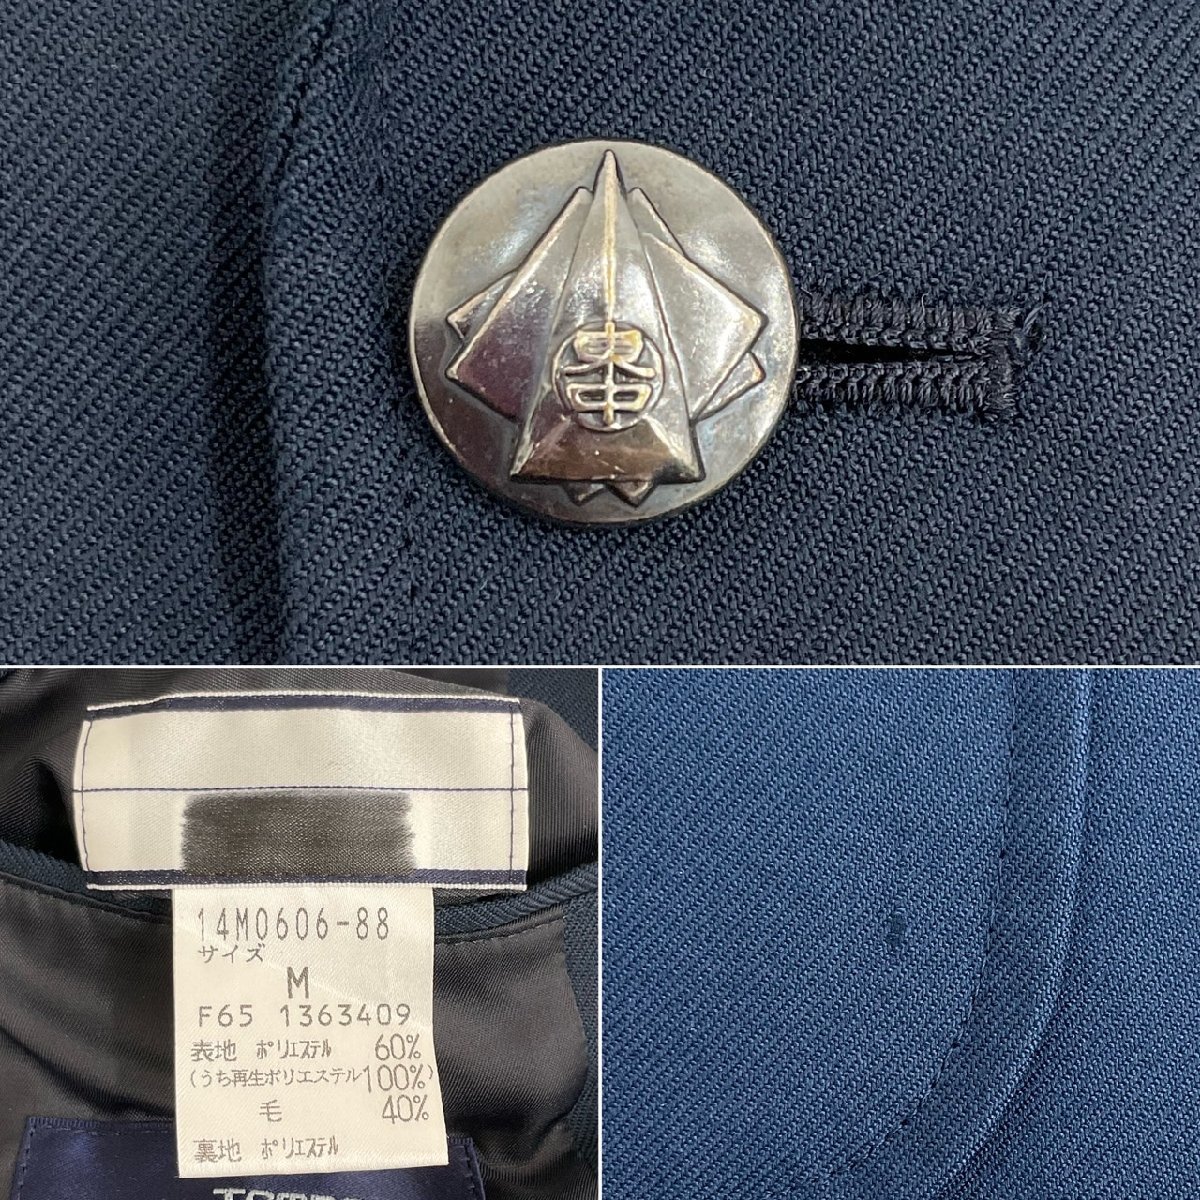 東
中
14M0606-88
サイズ
M
F65 1363409
表地 ポリエステル 60%
(うち再生ポリエステル100%)
毛 40%
裏地 ポリエステル